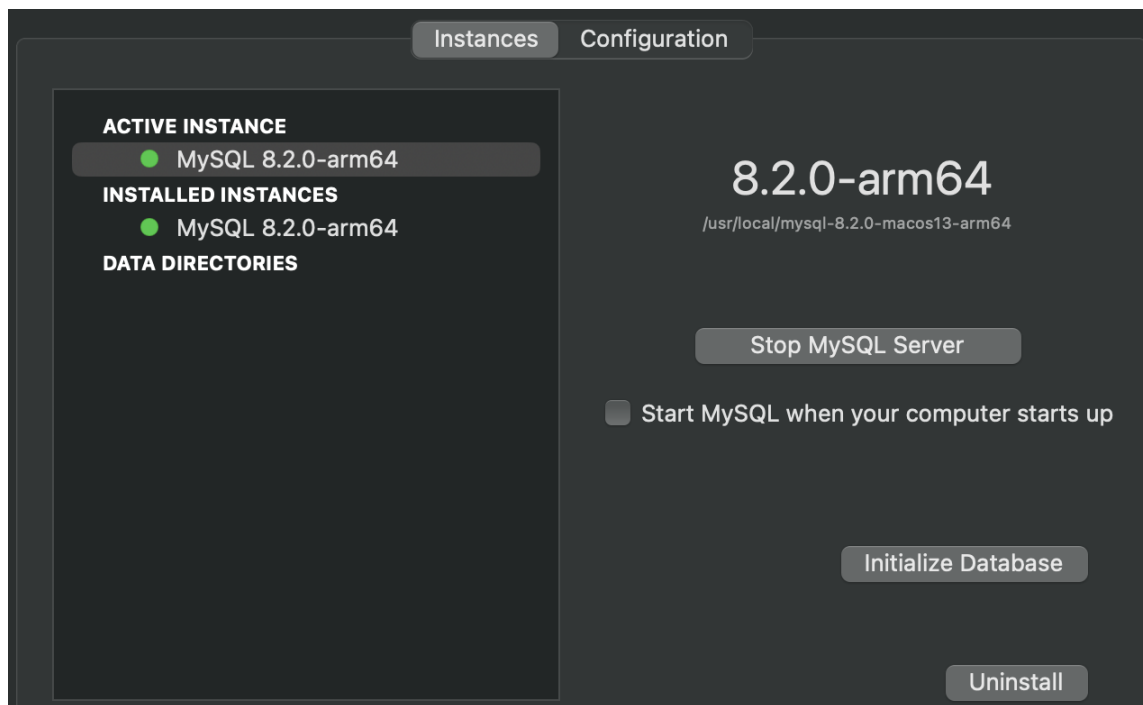 Instances Configuration
ACTIVE INSTANCE
MySQL 8.2.0-arm64
INSTALLED INSTANCES
MySQL 8.2.0-arm64
DATA DIRECTORIES
8.2.0-arm64
/usr/local/mysql-8.2.0-macos13-arm64
Stop MySQL Server
Start MySQL when your computer starts up
Initialize Database
Uninstall